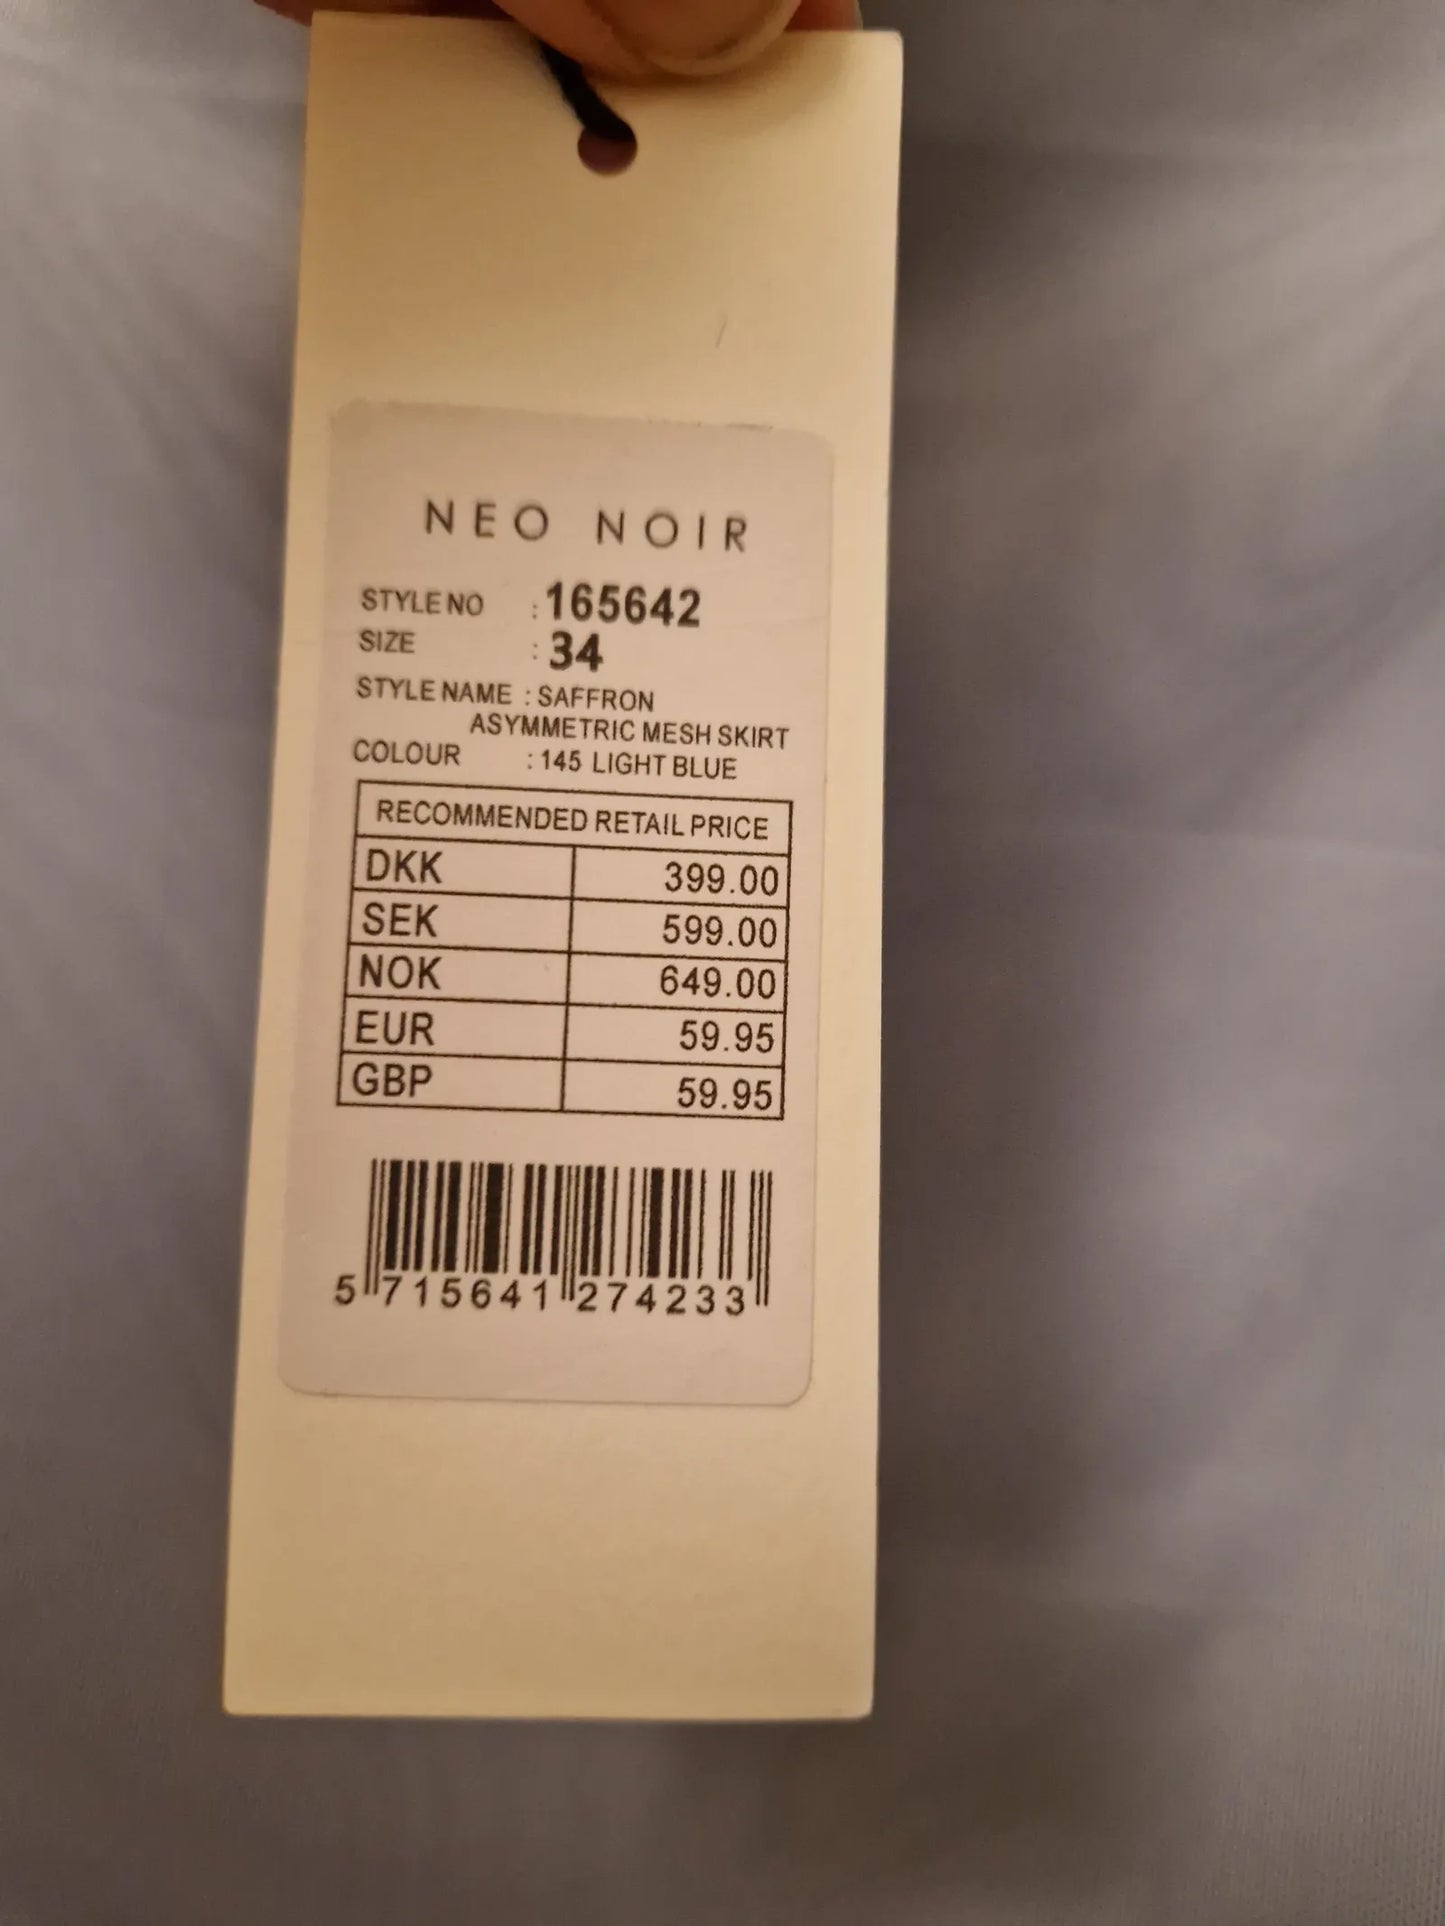 NEO NOIR
STYLE NO : 165642
SIZE : 34
STYLE NAME : SAFFRON
ASYMMETRIC MESH SKIRT
COLOUR : 145 LIGHT BLUE
RECOMMENDED RETAIL PRICE
DKK 399.00
SEK 599.00
NOK 649.00
EUR 59.95
GBP 59.95
5 715641 274233